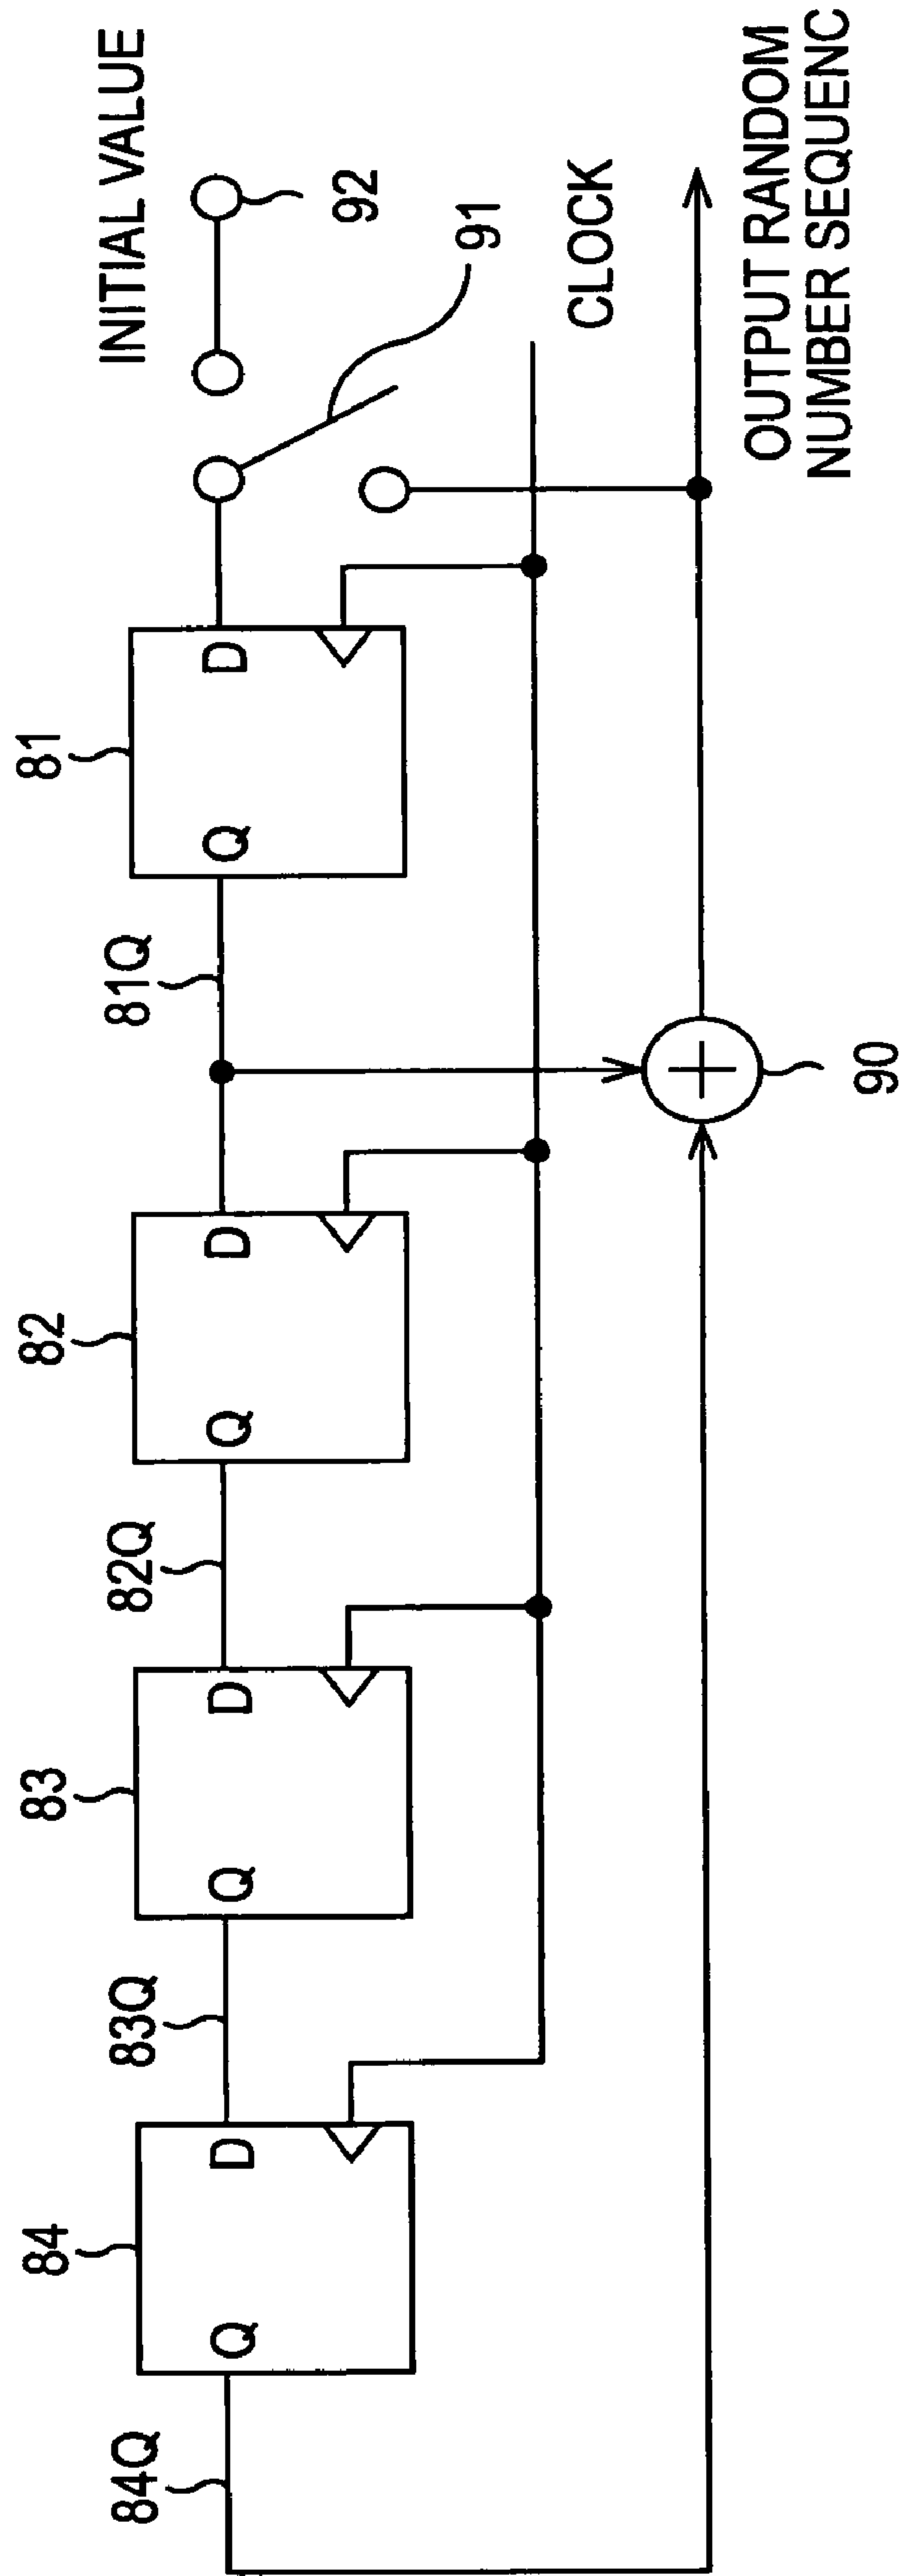 INITIAL VALUE
92
91
CLOCK
OUTPUT RANDOM
NUMBER SEQUENC
81
D
Q
81Q
90
82
D
Q
82Q
83
D
Q
83Q
84
D
Q
84Q